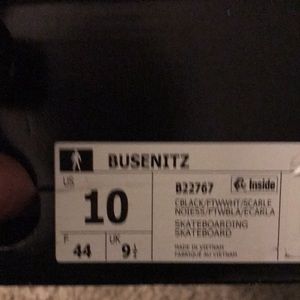 BUSENITZ
US
10
F
44
UK
9½
B22767
Inside
CBLACK/FTWWHT/SCARLE
NOIESS/FTWBLA/ECARLA
SKATEBOARDING
SKATEBOARD
MADE IN VIETNAM
FABRIQUE AU VIETNAM